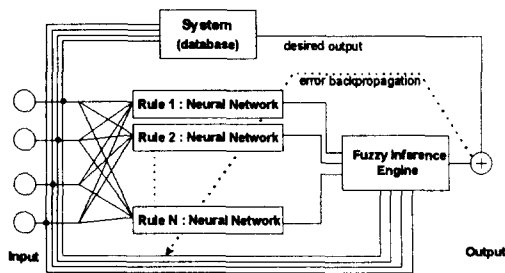 System
(database)
desired output
error backpropagation
Rule 1 : Neural Network
Rule 2 : Neural Network
Fuzzy Inference
Engine
Rule N : Neural Network
Input
Output